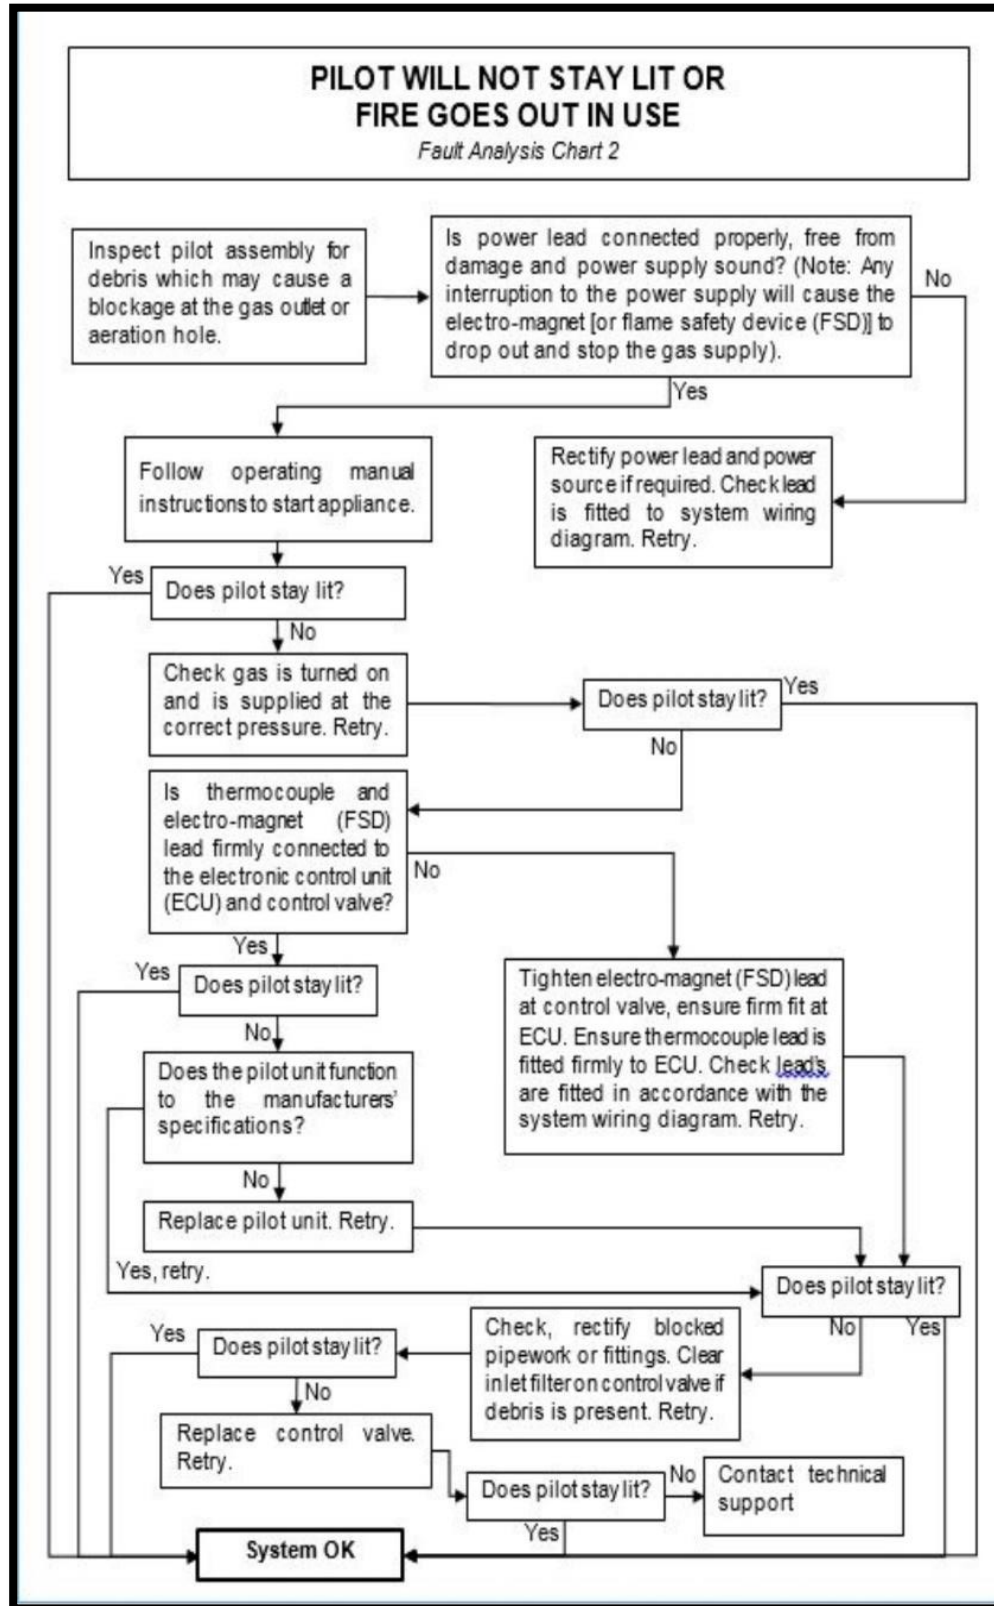 PILOT WILL NOT STAY LIT OR
FIRE GOES OUT IN USE
Fault Analysis Chart 2
Inspect pilot assembly for
debris which may cause a
blockage at the gas outlet or
aeration hole.
Is power lead connected properly, free from
damage and power supply sound? (Note: Any
interruption to the power supply will cause the
electro-magnet [or flame safety device (FSD)] to
drop out and stop the gas supply).
No
Yes
Follow operating manual
instructions to start appliance.
Rectify power lead and power
source if required. Check lead
is fitted to system wiring
diagram. Retry.
Yes
Does pilot stay lit?
No
Check gas is turned on
and is supplied at the
correct pressure. Retry.
Does pilot stay lit?
Yes
No
Is thermocouple and
electro-magnet (FSD)
lead firmly connected to
the electronic control unit
(ECU) and control valve?
No
Yes
Yes
Does pilot stay lit?
No
Tighten electro-magnet (FSD) lead
at control valve, ensure firm fit at
ECU. Ensure thermocouple lead is
fitted firmly to ECU. Check lead's
are fitted in accordance with the
system wiring diagram. Retry.
Does the pilot unit function
to the manufacturers'
specifications?
No
Replace pilot unit. Retry.
Yes, retry.
Does pilot stay lit?
No
Yes
Check, rectify blocked
pipework or fittings. Clear
inlet filter on control valve if
debris is present. Retry.
Yes
Does pilot stay lit?
No
Replace control valve.
Retry.
Does pilot stay lit?
No
Contact technical
support
Yes
System OK